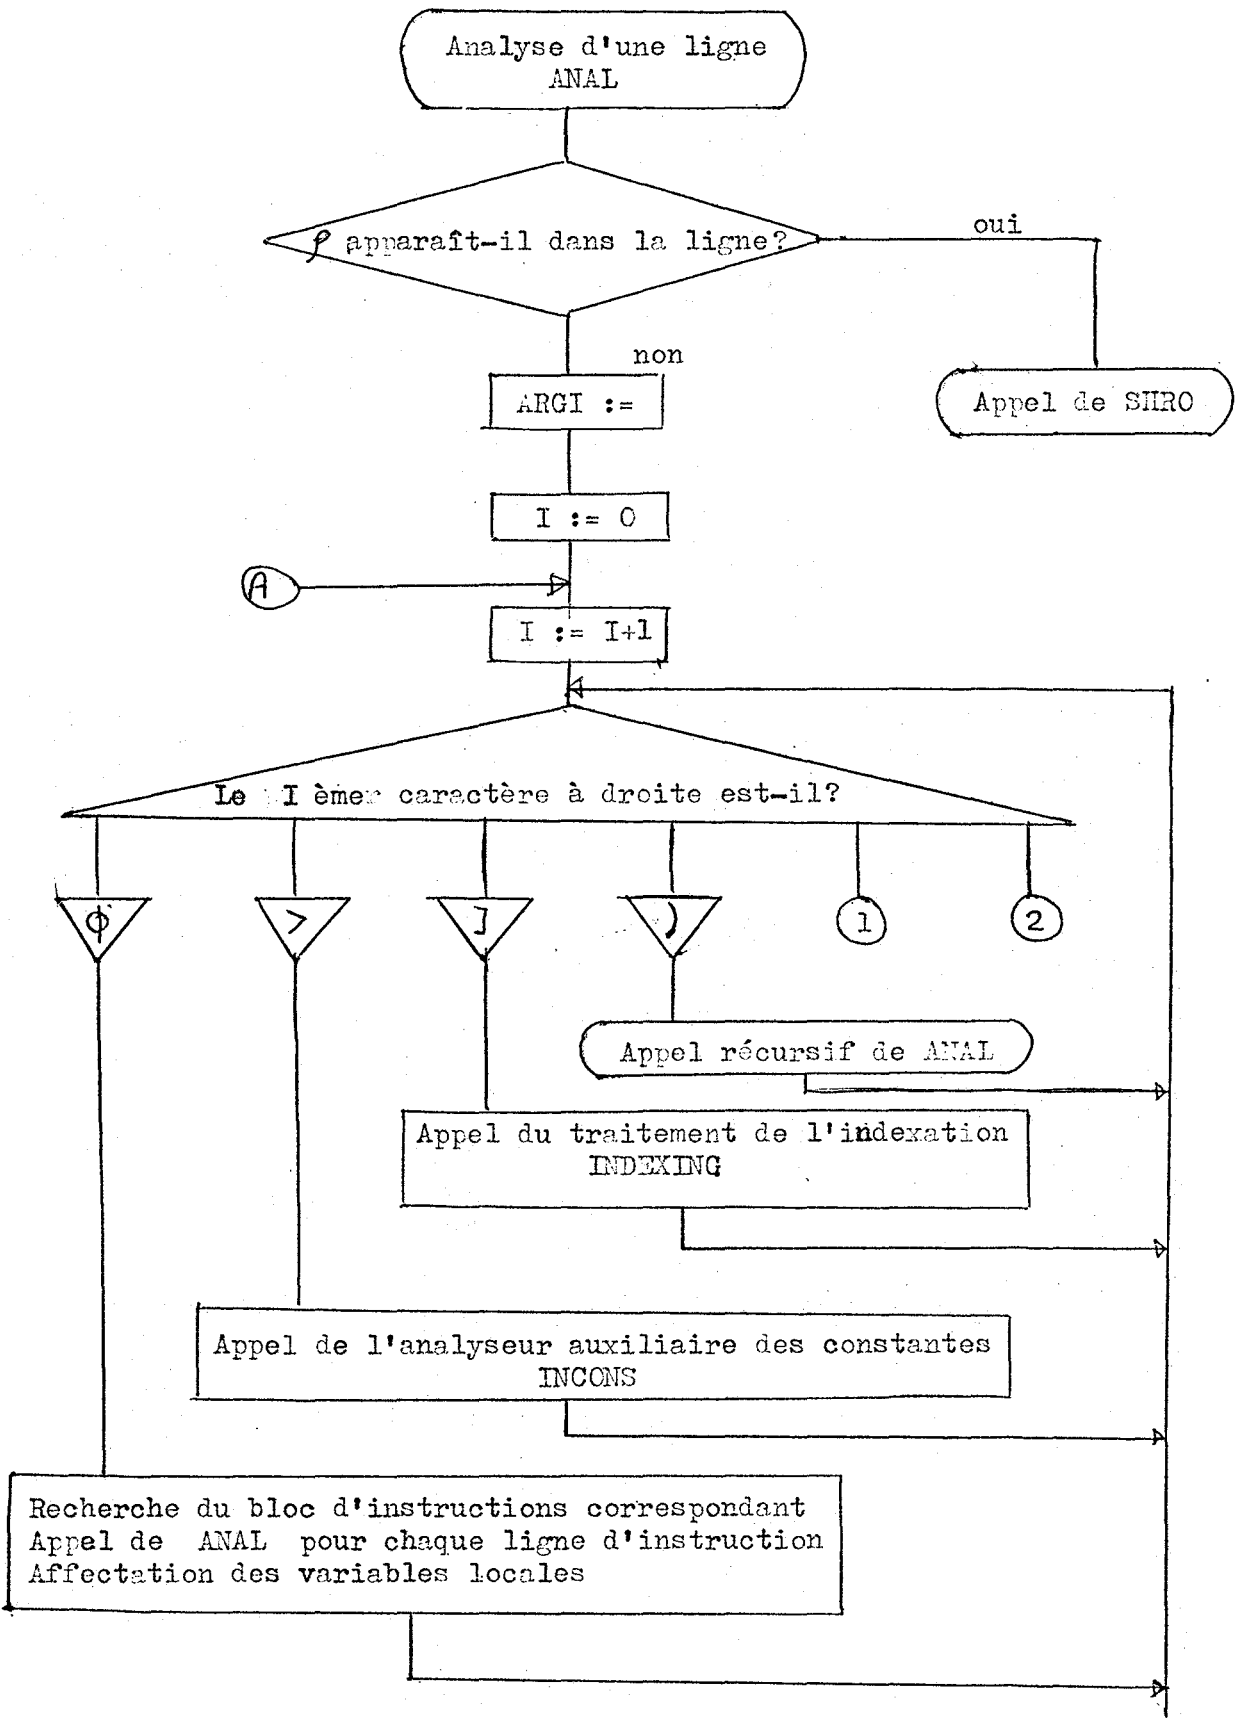 Analyse d'une ligne
ANAL
ρ apparaît-il dans la ligne?
oui
non
ARGI :=
Appel de SHRO
I := 0
A
I := I+1
Le I èmer caractère à droite est-il?
φ
>
]
)
1
2
Appel récursif de ANAL
Appel du traitement de l'indexation
INDEXING
Appel de l'analyseur auxiliaire des constantes
INCONS
Recherche du bloc d'instructions correspondant
Appel de ANAL pour chaque ligne d'instruction
Affectation des variables locales